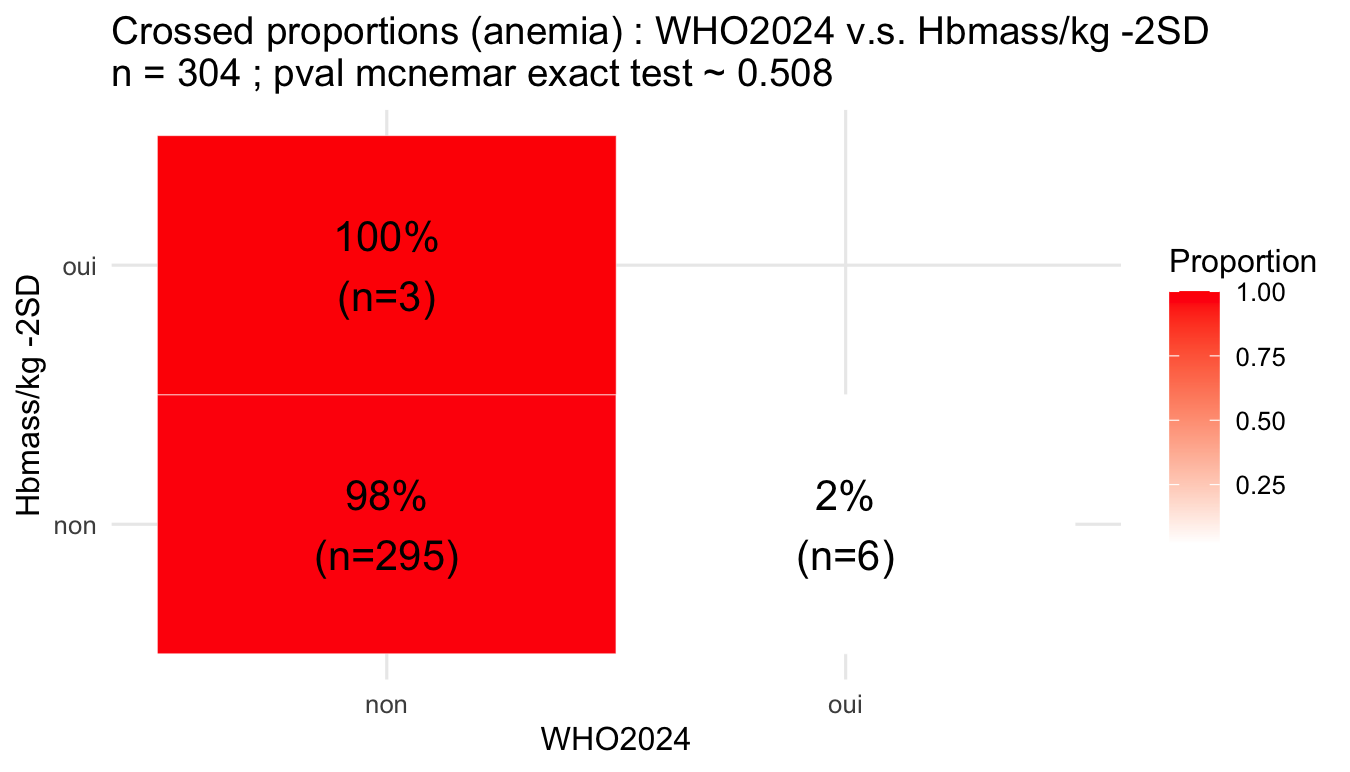 Crossed proportions (anemia) : WHO2024 v.s. Hbmass/kg -2SD
n = 304 ; pval mcnemar exact test ~ 0.508
Hbmass/kg -2SD
oui
non
100%
(n=3)
98%
(n=295)
2%
(n=6)
non
oui
WHO2024
Proportion
1.00
0.75
0.50
0.25